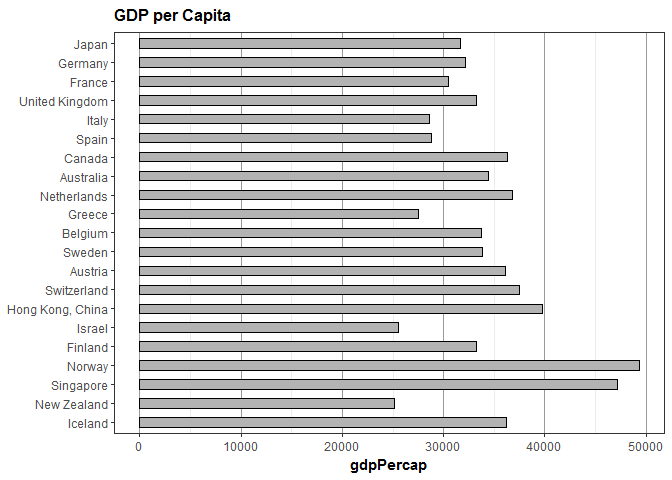 GDP per Capita
Japan
Germany
France
United Kingdom
Italy
Spain
Canada
Australia
Netherlands
Greece
Belgium
Sweden
Austria
Switzerland
Hong Kong, China
Israel
Finland
Norway
Singapore
New Zealand
Iceland
0 10000 20000 30000 40000 50000
gdpPercap